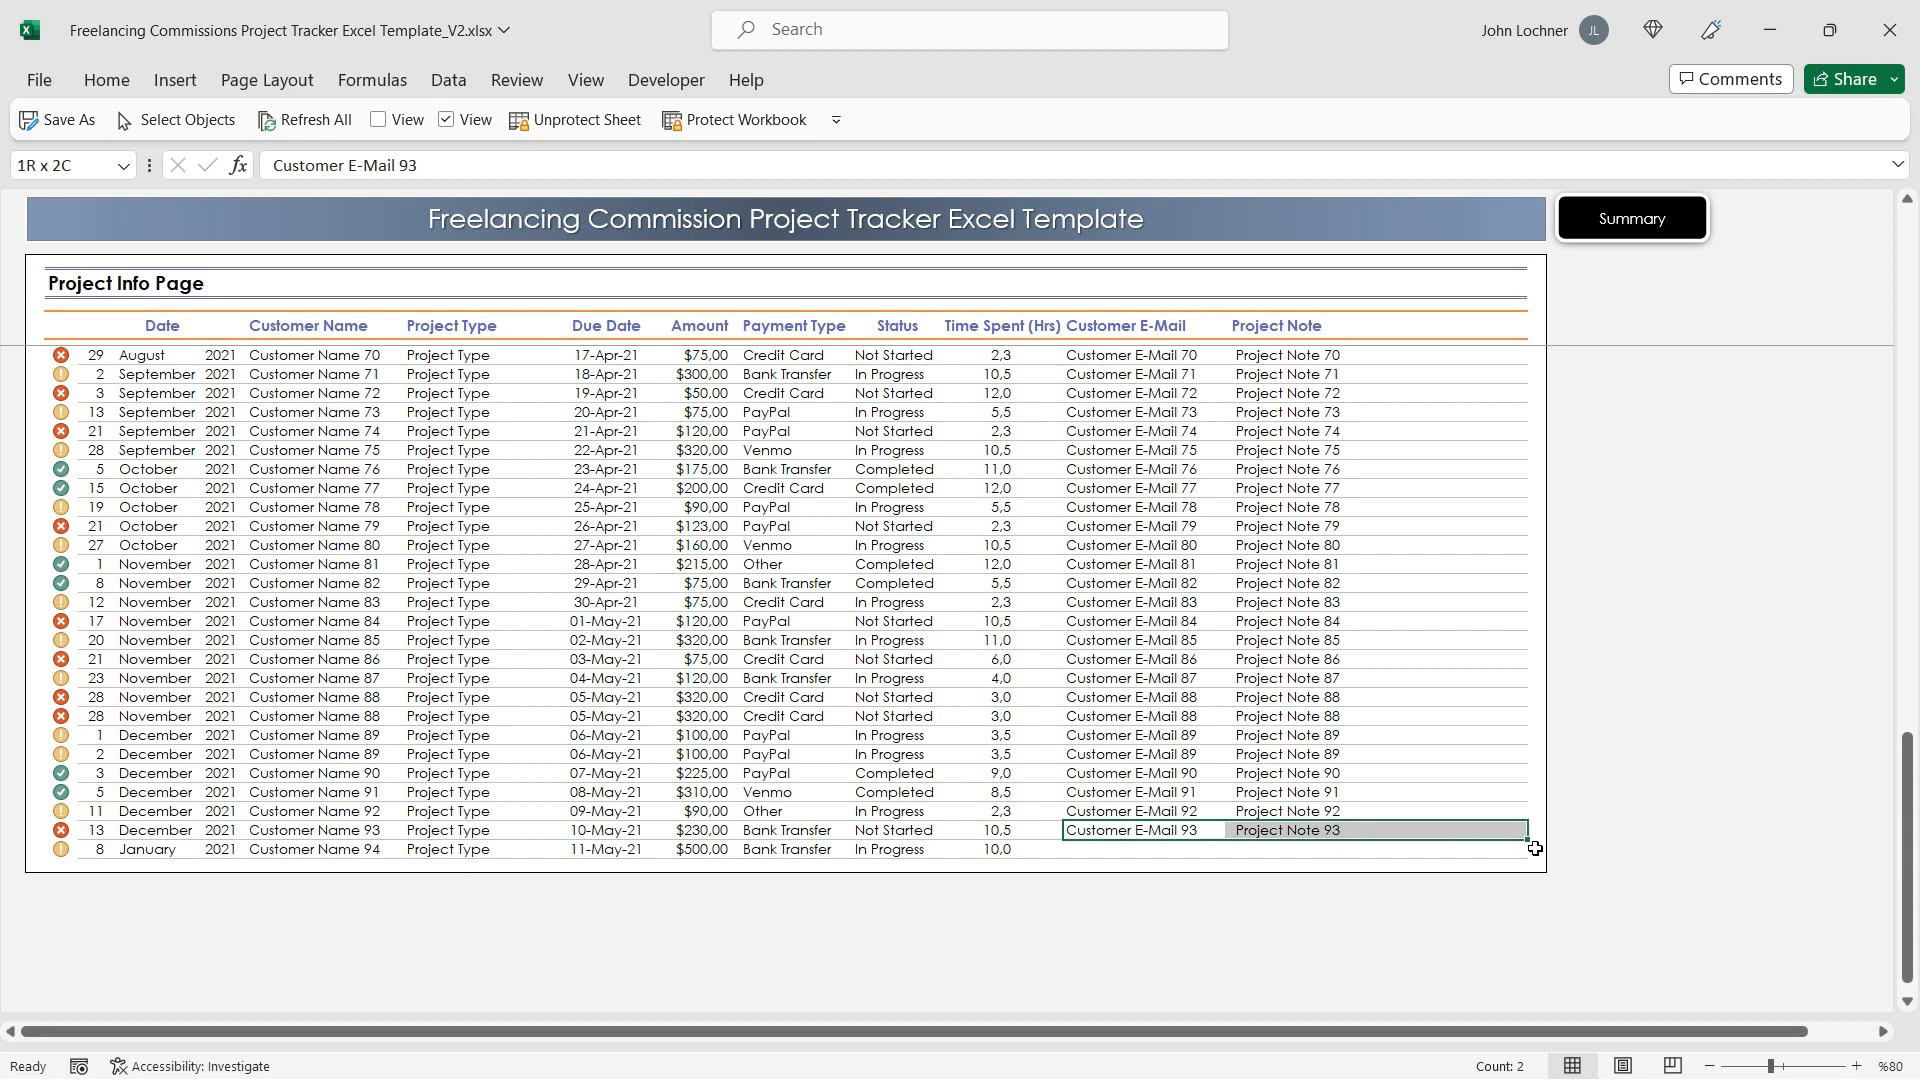 Freelancing Commissions Project Tracker Excel Template_V2.xlsx
Search
John Lochner JL
File Home Insert Page Layout Formulas Data Review View Developer Help
Comments Share
Save As Select Objects Refresh All View View Unprotect Sheet Protect Workbook
1R x 2C fx Customer E-Mail 93
Freelancing Commission Project Tracker Excel Template
Summary
Project Info Page
Date Customer Name Project Type Due Date Amount Payment Type Status Time Spent (Hrs) Customer E-Mail Project Note
29 August 2021 Customer Name 70 Project Type 17-Apr-21 $75,00 Credit Card Not Started 2,3 Customer E-Mail 70 Project Note 70
2 September 2021 Customer Name 71 Project Type 18-Apr-21 $300,00 Bank Transfer In Progress 10,5 Customer E-Mail 71 Project Note 71
3 September 2021 Customer Name 72 Project Type 19-Apr-21 $50,00 Credit Card Not Started 12,0 Customer E-Mail 72 Project Note 72
13 September 2021 Customer Name 73 Project Type 20-Apr-21 $75,00 PayPal In Progress 5,5 Customer E-Mail 73 Project Note 73
21 September 2021 Customer Name 74 Project Type 21-Apr-21 $120,00 PayPal Not Started 2,3 Customer E-Mail 74 Project Note 74
28 September 2021 Customer Name 75 Project Type 22-Apr-21 $320,00 Venmo In Progress 10,5 Customer E-Mail 75 Project Note 75
5 October 2021 Customer Name 76 Project Type 23-Apr-21 $175,00 Bank Transfer Completed 11,0 Customer E-Mail 76 Project Note 76
15 October 2021 Customer Name 77 Project Type 24-Apr-21 $200,00 Credit Card Completed 12,0 Customer E-Mail 77 Project Note 77
19 October 2021 Customer Name 78 Project Type 25-Apr-21 $90,00 PayPal In Progress 5,5 Customer E-Mail 78 Project Note 78
21 October 2021 Customer Name 79 Project Type 26-Apr-21 $123,00 PayPal Not Started 2,3 Customer E-Mail 79 Project Note 79
27 October 2021 Customer Name 80 Project Type 27-Apr-21 $160,00 Venmo In Progress 10,5 Customer E-Mail 80 Project Note 80
1 November 2021 Customer Name 81 Project Type 28-Apr-21 $215,00 Other Completed 12,0 Customer E-Mail 81 Project Note 81
8 November 2021 Customer Name 82 Project Type 29-Apr-21 $75,00 Bank Transfer Completed 5,5 Customer E-Mail 82 Project Note 82
12 November 2021 Customer Name 83 Project Type 30-Apr-21 $75,00 Credit Card In Progress 2,3 Customer E-Mail 83 Project Note 83
17 November 2021 Customer Name 84 Project Type 01-May-21 $120,00 PayPal Not Started 10,5 Customer E-Mail 84 Project Note 84
20 November 2021 Customer Name 85 Project Type 02-May-21 $320,00 Bank Transfer In Progress 11,0 Customer E-Mail 85 Project Note 85
21 November 2021 Customer Name 86 Project Type 03-May-21 $75,00 Credit Card Not Started 6,0 Customer E-Mail 86 Project Note 86
23 November 2021 Customer Name 87 Project Type 04-May-21 $120,00 Bank Transfer In Progress 4,0 Customer E-Mail 87 Project Note 87
28 November 2021 Customer Name 88 Project Type 05-May-21 $320,00 Credit Card Not Started 3,0 Customer E-Mail 88 Project Note 88
28 November 2021 Customer Name 88 Project Type 05-May-21 $320,00 Credit Card Not Started 3,0 Customer E-Mail 88 Project Note 88
1 December 2021 Customer Name 89 Project Type 06-May-21 $100,00 PayPal In Progress 3,5 Customer E-Mail 89 Project Note 89
2 December 2021 Customer Name 89 Project Type 06-May-21 $100,00 PayPal In Progress 3,5 Customer E-Mail 89 Project Note 89
3 December 2021 Customer Name 90 Project Type 07-May-21 $225,00 PayPal Completed 9,0 Customer E-Mail 90 Project Note 90
5 December 2021 Customer Name 91 Project Type 08-May-21 $310,00 Venmo Completed 8,5 Customer E-Mail 91 Project Note 91
11 December 2021 Customer Name 92 Project Type 09-May-21 $90,00 Other In Progress 2,3 Customer E-Mail 92 Project Note 92
13 December 2021 Customer Name 93 Project Type 10-May-21 $230,00 Bank Transfer Not Started 10,5 Customer E-Mail 93 Project Note 93
8 January 2021 Customer Name 94 Project Type 11-May-21 $500,00 Bank Transfer In Progress 10,0
Ready Accessibility: Investigate Count: 2 %80